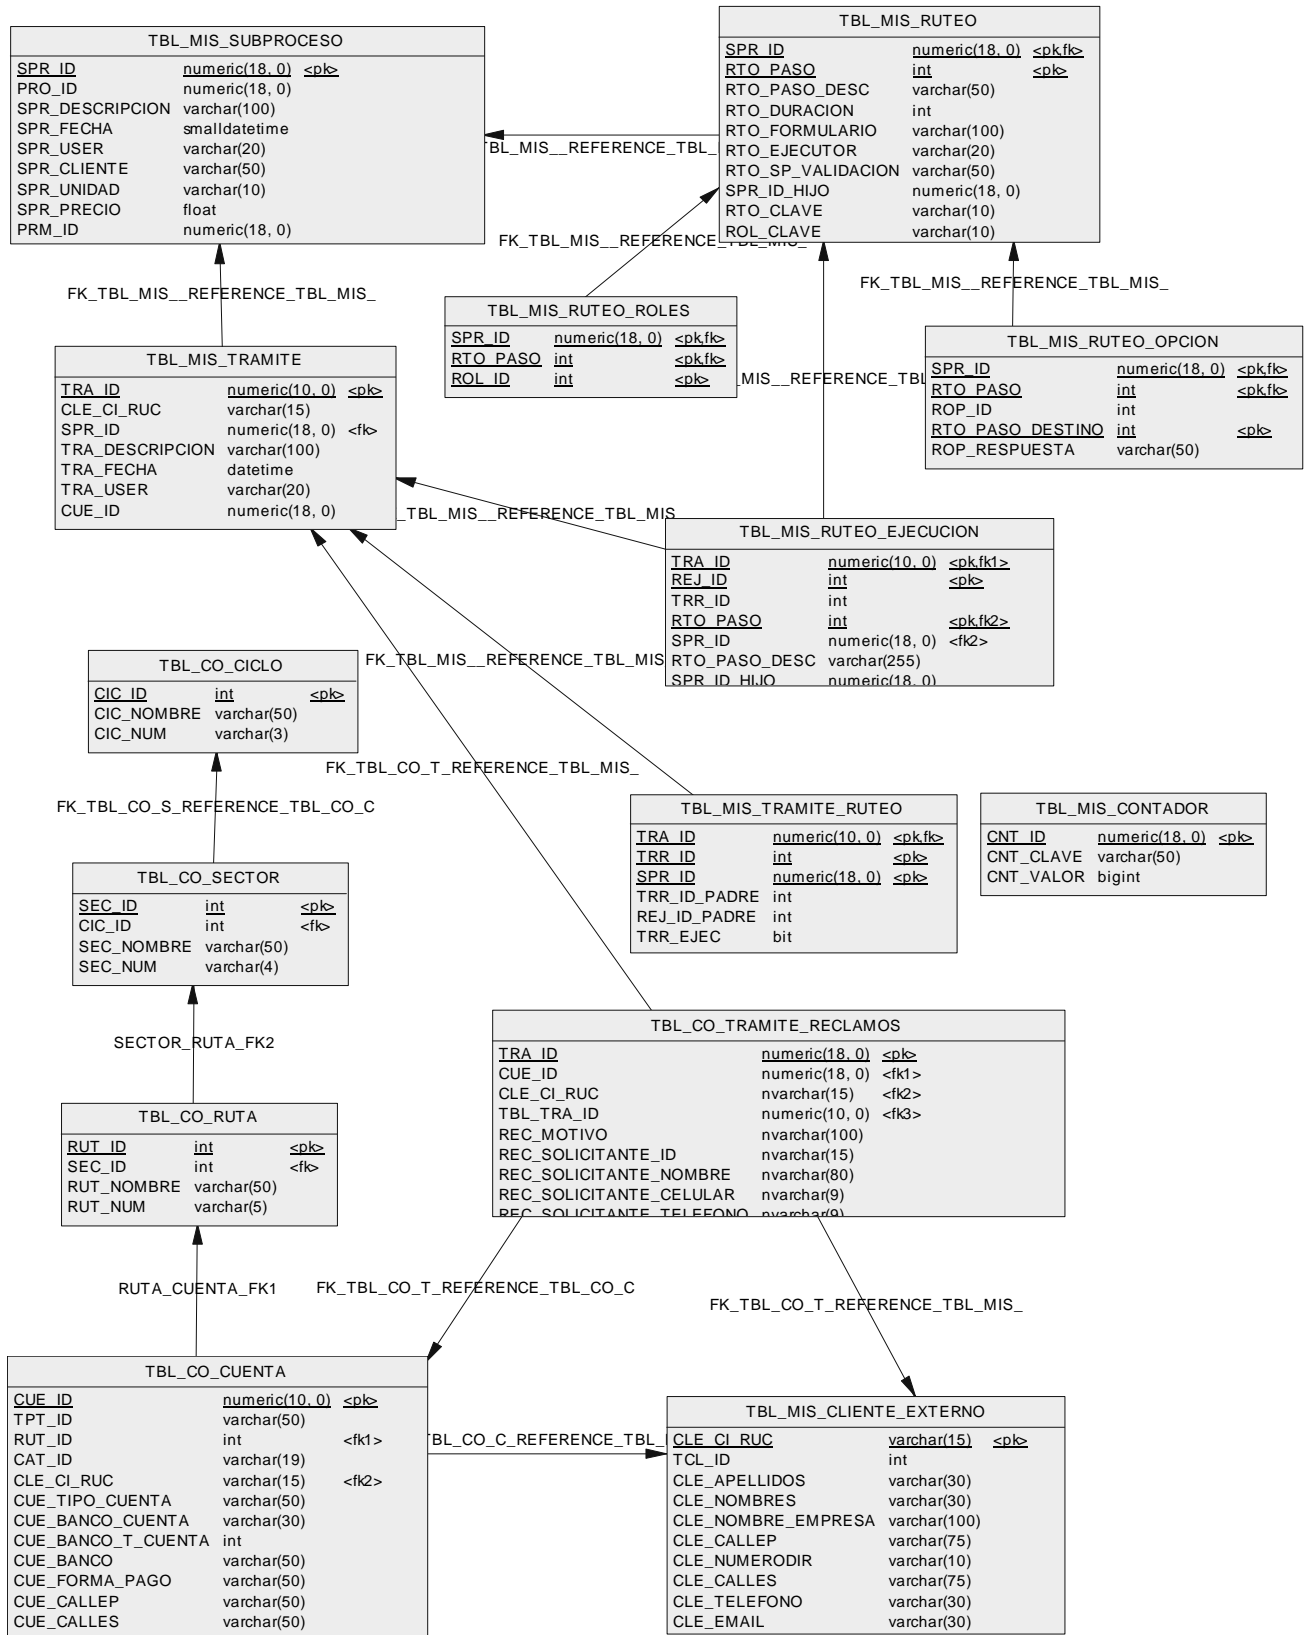 TBL_MIS_SUBPROCESO
SPR_ID numeric(18, 0) <pk>
PRO_ID numeric(18, 0)
SPR_DESCRIPCION varchar(100)
SPR_FECHA smalldatetime
SPR_USER varchar(20)
SPR_CLIENTE varchar(50)
SPR_UNIDAD varchar(10)
SPR_PRECIO float
PRM_ID numeric(18, 0)
TBL_MIS_RUTEO
SPR_ID numeric(18, 0) <pk,fk>
RTO_PASO int <pk>
RTO_PASO_DESC varchar(50)
RTO_DURACION int
RTO_FORMULARIO varchar(100)
RTO_EJECUTOR varchar(20)
RTO_SP_VALIDACION varchar(50)
SPR_ID_HIJO numeric(18, 0)
RTO_CLAVE varchar(10)
ROL_CLAVE varchar(10)
TBL_MIS__REFERENCE_TBL_
FK_TBL_MIS__REFERENCE_TBL_MIS_
FK_TBL_MIS__REFERENCE_TBL_MIS_
FK_TBL_MIS__REFERENCE_TBL_MIS_
TBL_MIS_RUTEO_ROLES
SPR_ID numeric(18, 0) <pk,fk>
RTO_PASO int <pk,fk>
ROL_ID int <pk>
_MIS__REFERENCE_TBL
TBL_MIS_RUTEO_OPCION
SPR_ID numeric(18, 0) <pk,fk>
RTO_PASO int <pk,fk>
ROP_ID int
RTO_PASO_DESTINO int <pk>
ROP_RESPUESTA varchar(50)
TBL_MIS_TRAMITE
TRA_ID numeric(10, 0) <pk>
CLE_CI_RUC varchar(15)
SPR_ID numeric(18, 0) <fk>
TRA_DESCRIPCION varchar(100)
TRA_FECHA datetime
TRA_USER varchar(20)
CUE_ID numeric(18, 0)
_TBL_MIS__REFERENCE_TBL_MIS
TBL_MIS_RUTEO_EJECUCION
TRA_ID numeric(10, 0) <pk,fk1>
REJ_ID int <pk>
TRR_ID int
RTO_PASO int <pk,fk2>
SPR_ID numeric(18, 0) <fk2>
RTO_PASO_DESC varchar(255)
SPR_ID_HIJO numeric(18, 0)
FK_TBL_MIS__REFERENCE_TBL_MIS
TBL_CO_CICLO
CIC_ID int <pk>
CIC_NOMBRE varchar(50)
CIC_NUM varchar(3)
FK_TBL_CO_T_REFERENCE_TBL_MIS_
FK_TBL_CO_S_REFERENCE_TBL_CO_C
TBL_MIS_TRAMITE_RUTEO
TRA_ID numeric(10, 0) <pk,fk>
TRR_ID int <pk>
SPR_ID numeric(18, 0) <pk>
TRR_ID_PADRE int
REJ_ID_PADRE int
TRR_EJEC bit
TBL_MIS_CONTADOR
CNT_ID numeric(18, 0) <pk>
CNT_CLAVE varchar(50)
CNT_VALOR bigint
TBL_CO_SECTOR
SEC_ID int <pk>
CIC_ID int <fk>
SEC_NOMBRE varchar(50)
SEC_NUM varchar(4)
SECTOR_RUTA_FK2
TBL_CO_TRAMITE_RECLAMOS
TRA_ID numeric(18, 0) <pk>
CUE_ID numeric(18, 0) <fk1>
CLE_CI_RUC nvarchar(15) <fk2>
TBL_TRA_ID numeric(10, 0) <fk3>
REC_MOTIVO nvarchar(100)
REC_SOLICITANTE_ID nvarchar(15)
REC_SOLICITANTE_NOMBRE nvarchar(80)
REC_SOLICITANTE_CELULAR nvarchar(9)
REC_SOLICITANTE_TELEFONO nvarchar(9)
TBL_CO_RUTA
RUT_ID int <pk>
SEC_ID int <fk>
RUT_NOMBRE varchar(50)
RUT_NUM varchar(5)
RUTA_CUENTA_FK1
FK_TBL_CO_T_REFERENCE_TBL_CO_C
FK_TBL_CO_T_REFERENCE_TBL_MIS_
TBL_CO_CUENTA
CUE_ID numeric(10, 0) <pk>
TPT_ID varchar(50)
RUT_ID int <fk1>
CAT_ID varchar(19)
CLE_CI_RUC varchar(15) <fk2>
CUE_TIPO_CUENTA varchar(50)
CUE_BANCO_CUENTA varchar(30)
CUE_BANCO_T_CUENTA int
CUE_BANCO varchar(50)
CUE_FORMA_PAGO varchar(50)
CUE_CALLEP varchar(50)
CUE_CALLES varchar(50)
TBL_CO_C_REFERENCE_TBL_
TBL_MIS_CLIENTE_EXTERNO
CLE_CI_RUC varchar(15) <pk>
TCL_ID int
CLE_APELLIDOS varchar(30)
CLE_NOMBRES varchar(30)
CLE_NOMBRE_EMPRESA varchar(100)
CLE_CALLEP varchar(75)
CLE_NUMERODIR varchar(10)
CLE_CALLES varchar(75)
CLE_TELEFONO varchar(30)
CLE_EMAIL varchar(30)